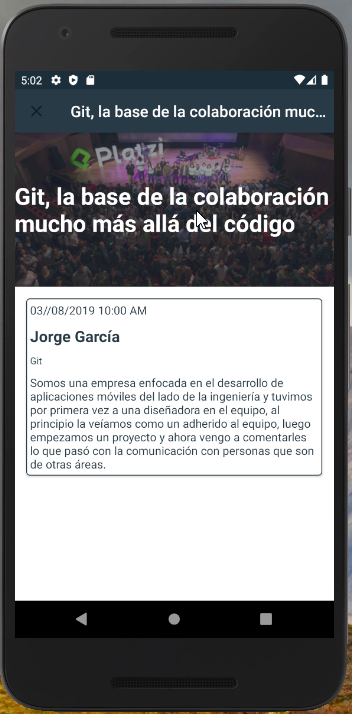 5:02
Git, la base de la colaboración muc...
Platzi
Git, la base de la colaboración
mucho más allá del código
03//08/2019 10:00 AM
Jorge García
Git
Somos una empresa enfocada en el desarrollo de
aplicaciones móviles del lado de la ingeniería y tuvimos
por primera vez a una diseñadora en el equipo, al
principio la veíamos como un adherido al equipo, luego
empezamos un proyecto y ahora vengo a comentarles
lo que pasó con la comunicación con personas que son
de otras áreas.